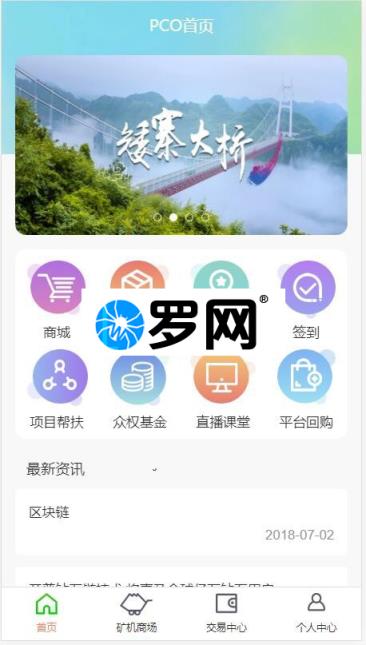 PCO首页
矮寨大桥
商城
签到
罗网®
项目帮扶
众权基金
直播课堂
平台回购
最新资讯
区块链
2018-07-02
首页
矿机商场
交易中心
个人中心